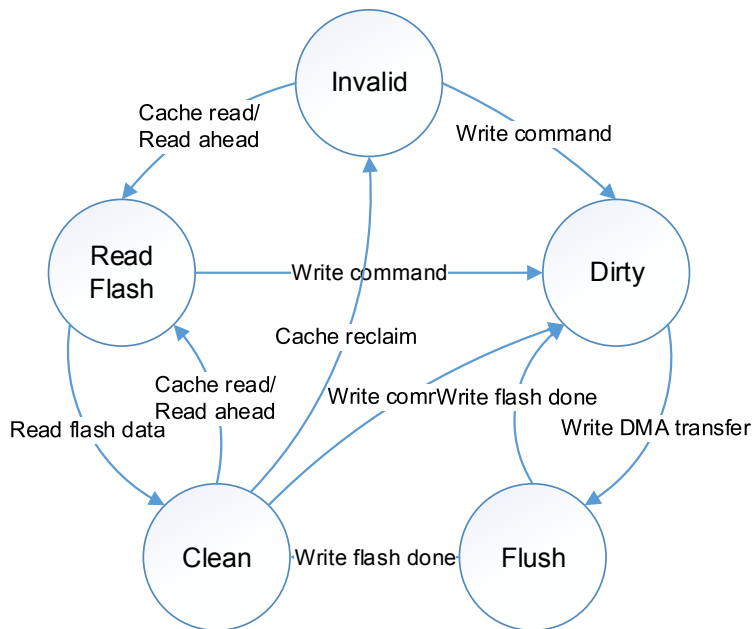 Invalid
Cache read/
Read ahead
Write command
Read
Flash
Write command
Dirty
Cache reclaim
Cache read/
Read ahead
Write
Write flash done
Read flash data
Write DMA transfer
Clean
Write flash done
Flush